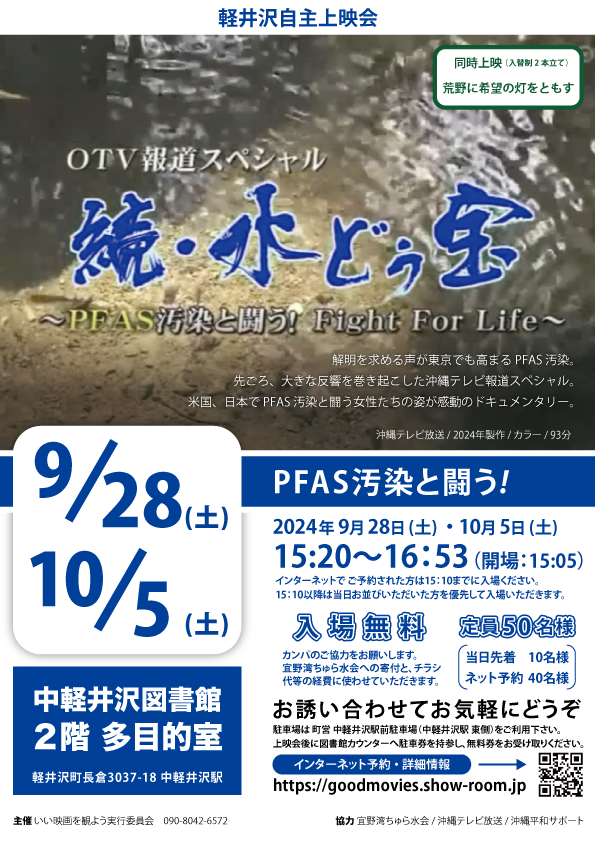 軽井沢自主上映会
同時上映（入替制２本立て）
荒野に希望の灯をともす
OTV報道スペシャル
続・水どぅ宝
～PFAS汚染と闘う! Fight For Life～
解明を求める声が東京でも高まる PFAS 汚染。
先ごろ、大きな反響を巻き起こした沖縄テレビ報道スペシャル。
米国、日本で PFAS 汚染と闘う女性たちの姿が感動のドキュメンタリー。
沖縄テレビ放送 / 2024年製作 / カラー / 93分
9/28(土)
10/5(土)
PFAS汚染と闘う!
2024年 9月 28日(土)・10月 5日(土)
15:20～16:53（開場：15:05）
インターネットで ご予約された方は15:10までに入場ください。
15：10以降は当日お並びいただいた方を優先して入場いただきます。
入場無料
カンパのご協力をお願いします。
宜野湾ちゅら水会への寄付と、チラシ
代等の経費に使わせていただきます。
定員50名様
当日先着　10名様
ネット予約 40名様
中軽井沢図書館
２階 多目的室
軽井沢町長倉3037-18 中軽井沢駅
お誘い合わせてお気軽にどうぞ
駐車場は 町営 中軽井沢駅前駐車場（中軽井沢駅 東側）をご利用下さい。
上映会後に図書館カウンターへ駐車券を持参し、無料券をお受け取りください。
インターネット予約・詳細情報
https://goodmovies.show-room.jp
主催 いい映画を観よう実行委員会　090-8042-6572
協力 宜野湾ちゅら水会 / 沖縄テレビ放送 / 沖縄平和サポート